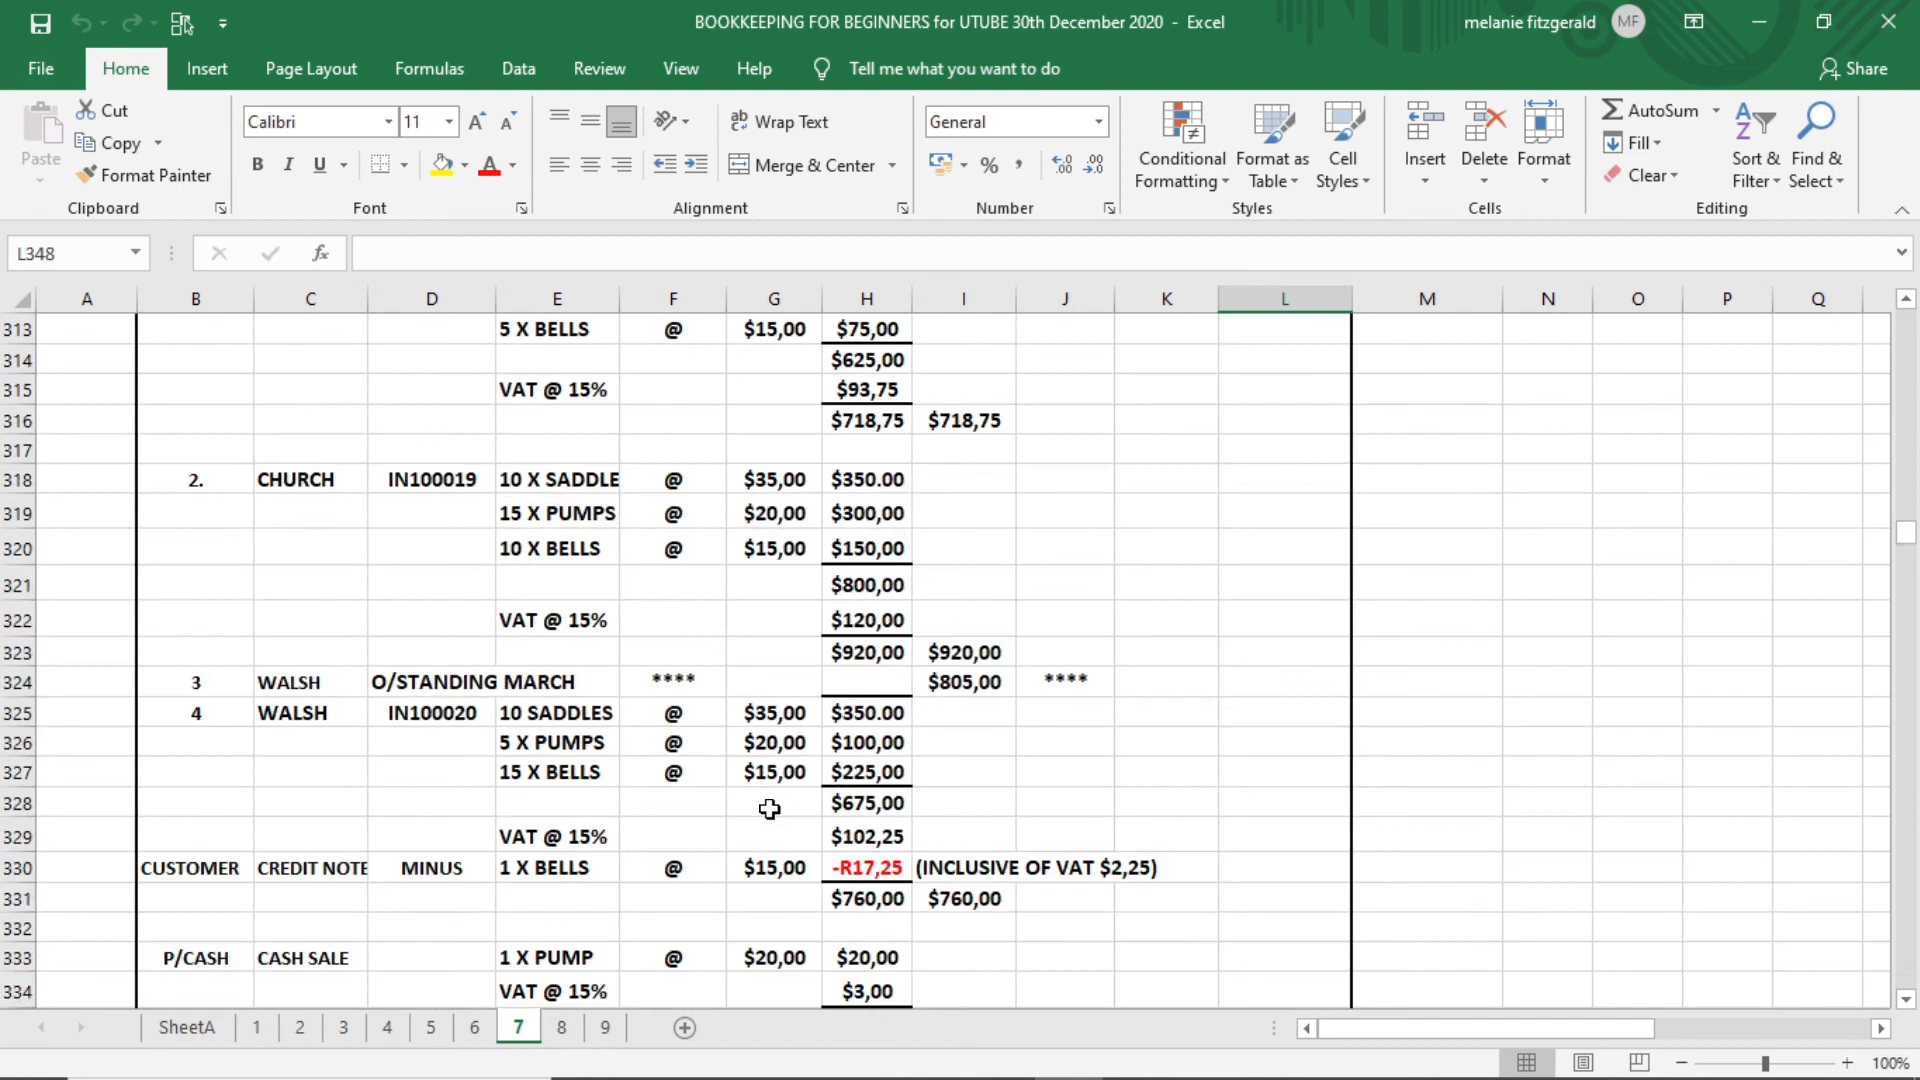 BOOKKEEPING FOR BEGINNERS for UTUBE 30th December 2020 - Excel
melanie fitzgerald MF
File Home Insert Page Layout Formulas Data Review View Help Tell me what you want to do Share
Paste Cut Copy Format Painter Clipboard
Calibri 11 A A B I U A Font
ab Wrap Text Merge & Center Alignment
General % , Number
Conditional Formatting Format as Table Cell Styles Styles
Insert Delete Format Cells
AutoSum Fill Clear Sort & Filter Find & Select Editing
L348 fx
A B C D E F G H I J K L M N O P Q
313 5 X BELLS @ $15,00 $75,00
314 $625,00
315 VAT @ 15% $93,75
316 $718,75 $718,75
317
318 2. CHURCH IN100019 10 X SADDLE @ $35,00 $350.00
319 15 X PUMPS @ $20,00 $300,00
320 10 X BELLS @ $15,00 $150,00
321 $800,00
322 VAT @ 15% $120,00
323 $920,00 $920,00
324 3 WALSH O/STANDING MARCH **** $805,00 ****
325 4 WALSH IN100020 10 SADDLES @ $35,00 $350.00
326 5 X PUMPS @ $20,00 $100,00
327 15 X BELLS @ $15,00 $225,00
328 $675,00
329 VAT @ 15% $102,25
330 CUSTOMER CREDIT NOTE MINUS 1 X BELLS @ $15,00 -R17,25 (INCLUSIVE OF VAT $2,25)
331 $760,00 $760,00
332
333 P/CASH CASH SALE 1 X PUMP @ $20,00 $20,00
334 VAT @ 15% $3,00
SheetA 1 2 3 4 5 6 7 8 9
100%